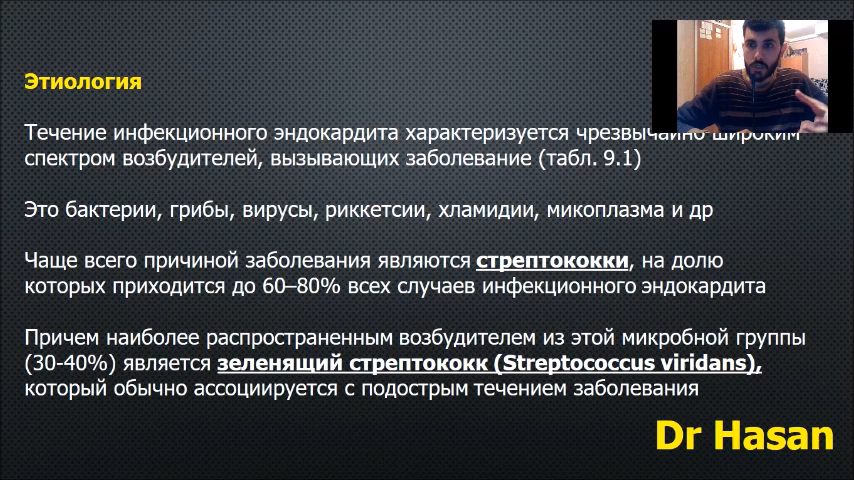 Этиология
Течение инфекционного эндокардита характеризуется чрезвычайно широким
спектром возбудителей, вызывающих заболевание (табл. 9.1)
Это бактерии, грибы, вирусы, риккетсии, хламидии, микоплазма и др
Чаще всего причиной заболевания являются стрептококки, на долю
которых приходится до 60–80% всех случаев инфекционного эндокардита
Причем наиболее распространенным возбудителем из этой микробной группы
(30-40%) является зеленящий стрептококк (Streptococcus viridans),
который обычно ассоциируется с подострым течением заболевания
Dr Hasan